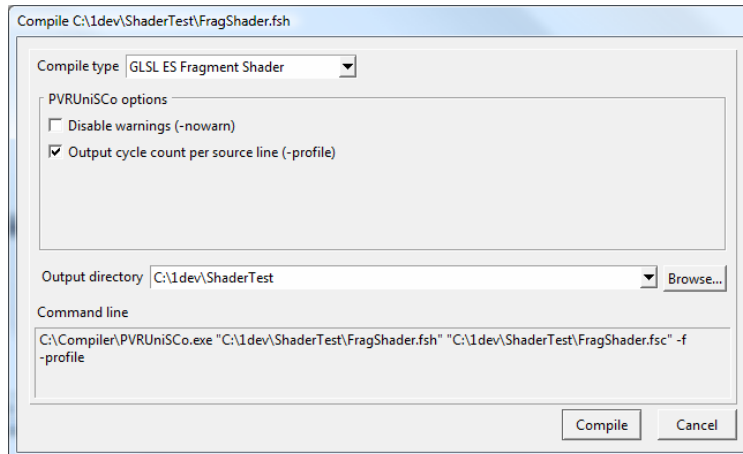 Compile C:\1dev\ShaderTest\FragShader.fsh
Compile type GLSL ES Fragment Shader
PVRUniSCo options
Disable warnings (-nowarn)
Output cycle count per source line (-profile)
Output directory C:\1dev\ShaderTest Browse...
Command line
C:\Compiler\PVRUniSCo.exe "C:\1dev\ShaderTest\FragShader.fsh" "C:\1dev\ShaderTest\FragShader.fsc" -f
-profile
Compile Cancel